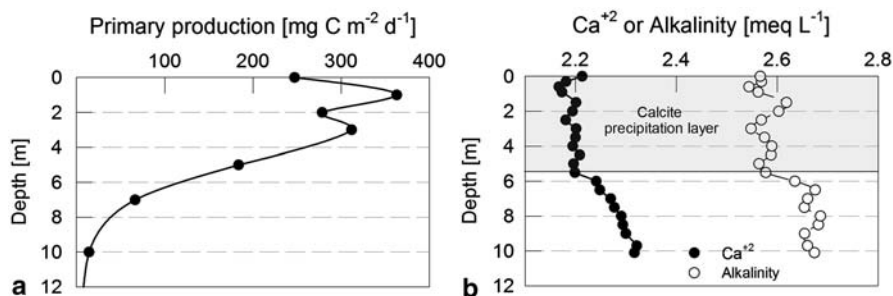 Primary production [mg C m⁻² d⁻¹]
100 200 300 400
0
2
4
6
8
10
12
Depth [m]
a
Ca⁺² or Alkalinity [meq L⁻¹]
2.2 2.4 2.6 2.8
0
2
4
6
8
10
12
Depth [m]
Calcite
precipitation layer
Ca⁺²
Alkalinity
b